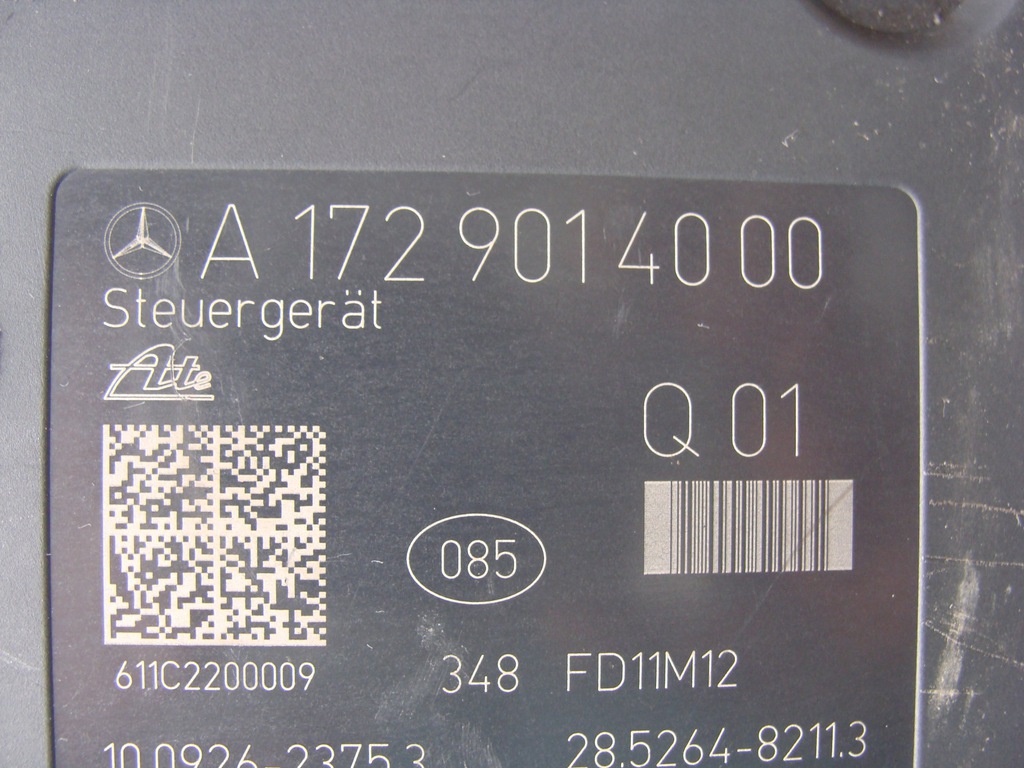 A 172 901 40 00
Steuergerät
Ate
Q 01
085
611C2200009 348 FD11M12
10.0926-2375.3 28.5264-8211.3